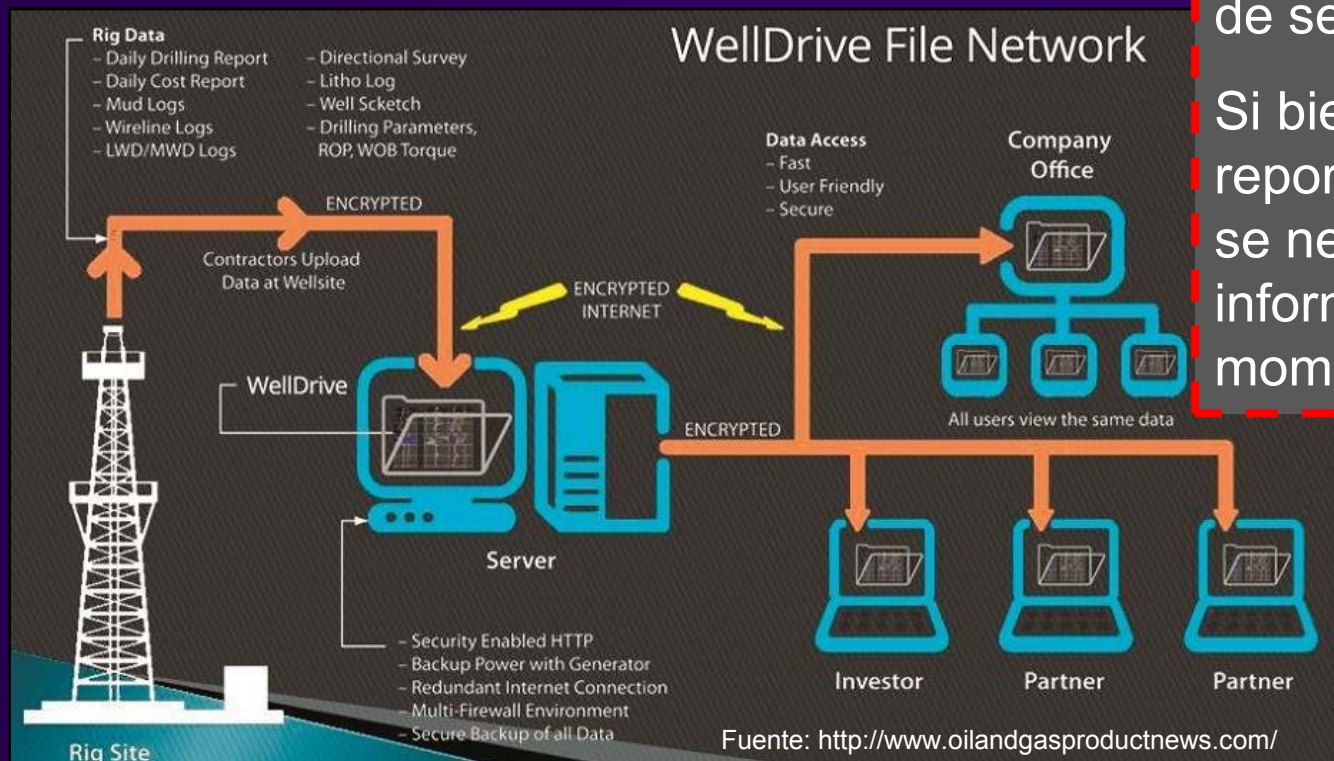 WellDrive File Network
Rig Data
– Daily Drilling Report
– Daily Cost Report
– Mud Logs
– Wireline Logs
– LWD/MWD Logs
– Directional Survey
– Litho Log
– Well Scketch
– Drilling Parameters,
ROP, WOB Torque
ENCRYPTED
Contractors Upload
Data at Wellsite
Data Access
– Fast
– User Friendly
– Secure
Company
Office
ENCRYPTED
INTERNET
WellDrive
ENCRYPTED
All users view the same data
Server
– Security Enabled HTTP
– Backup Power with Generator
– Redundant Internet Connection
– Multi-Firewall Environment
– Secure Backup of all Data
Investor
Partner
Partner
Rig Site
Fuente: http://www.oilandgasproductnews.com/
de se
Si bie
repor
se ne
infor
mom